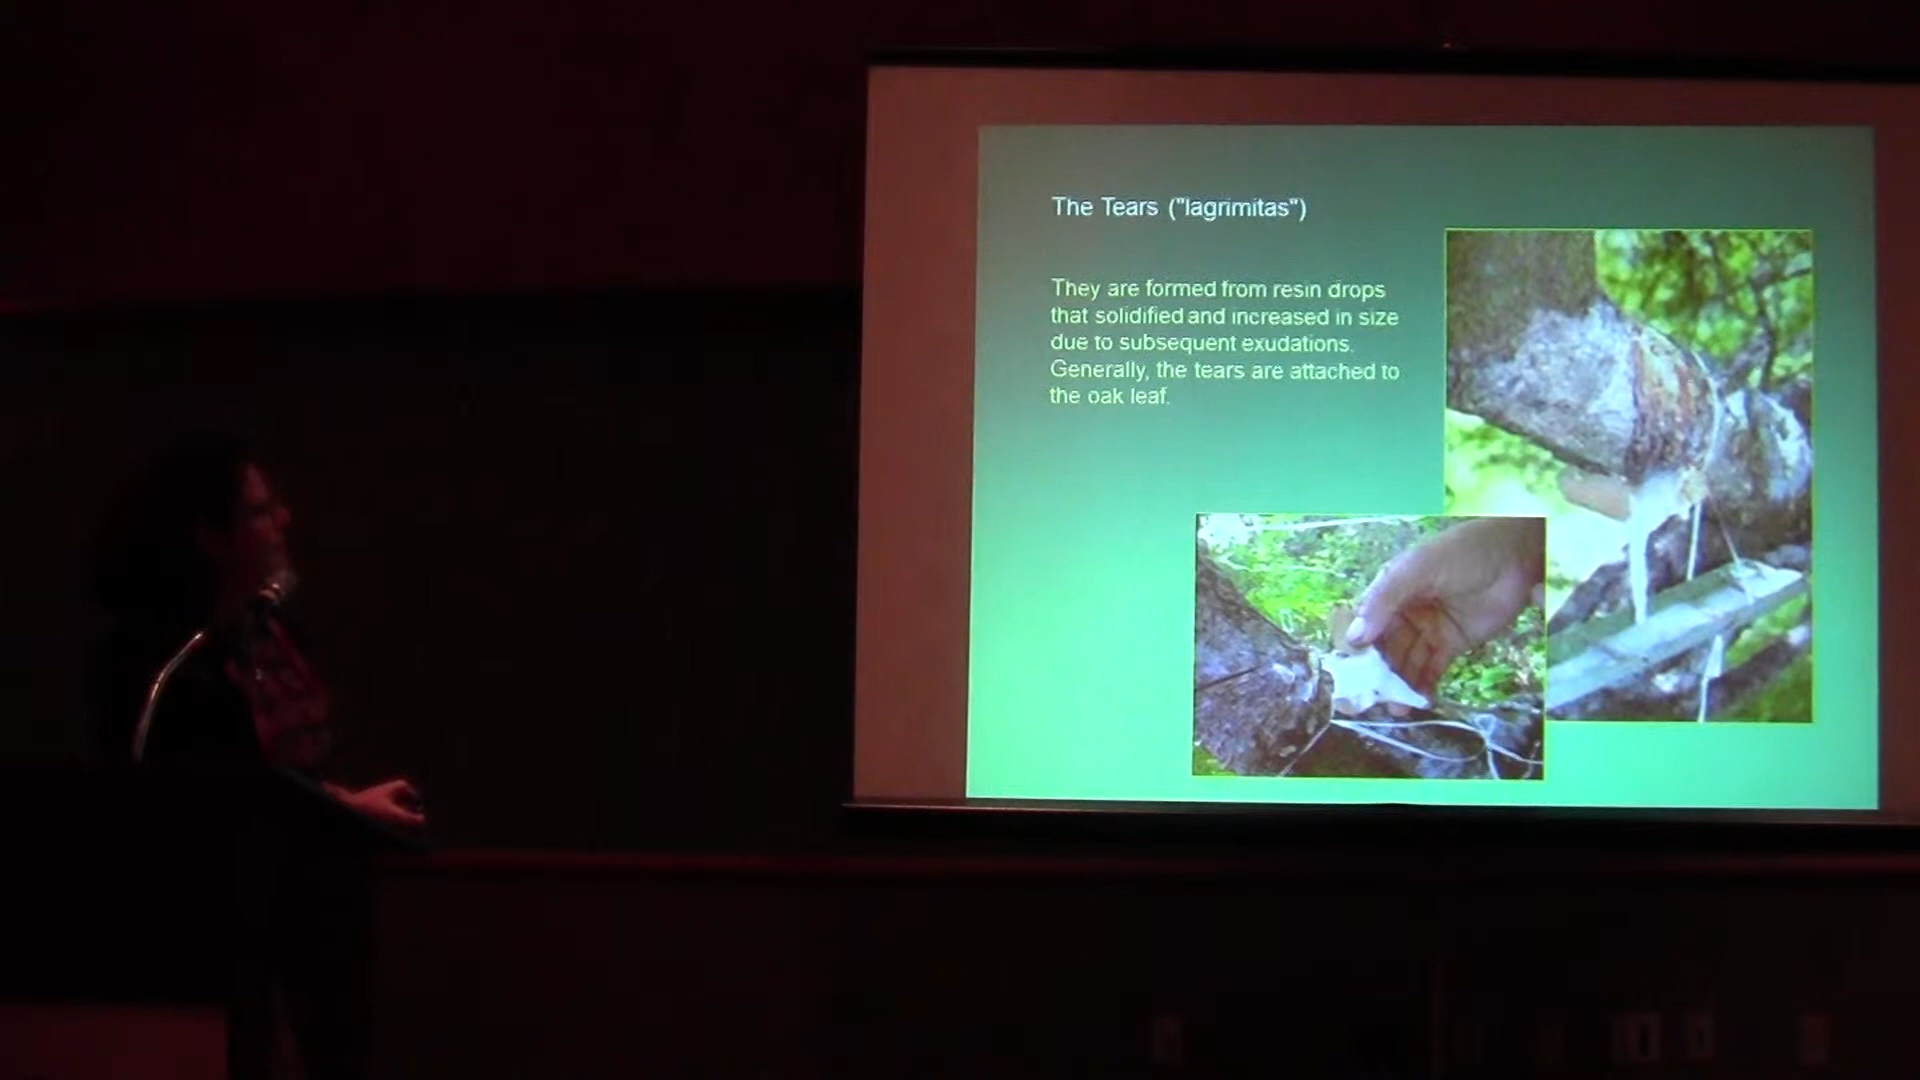 The Tears ("lagrimitas")
They are formed from resin drops
that solidified and increased in size
due to subsequent exudations.
Generally, the tears are attached to
the oak leaf.